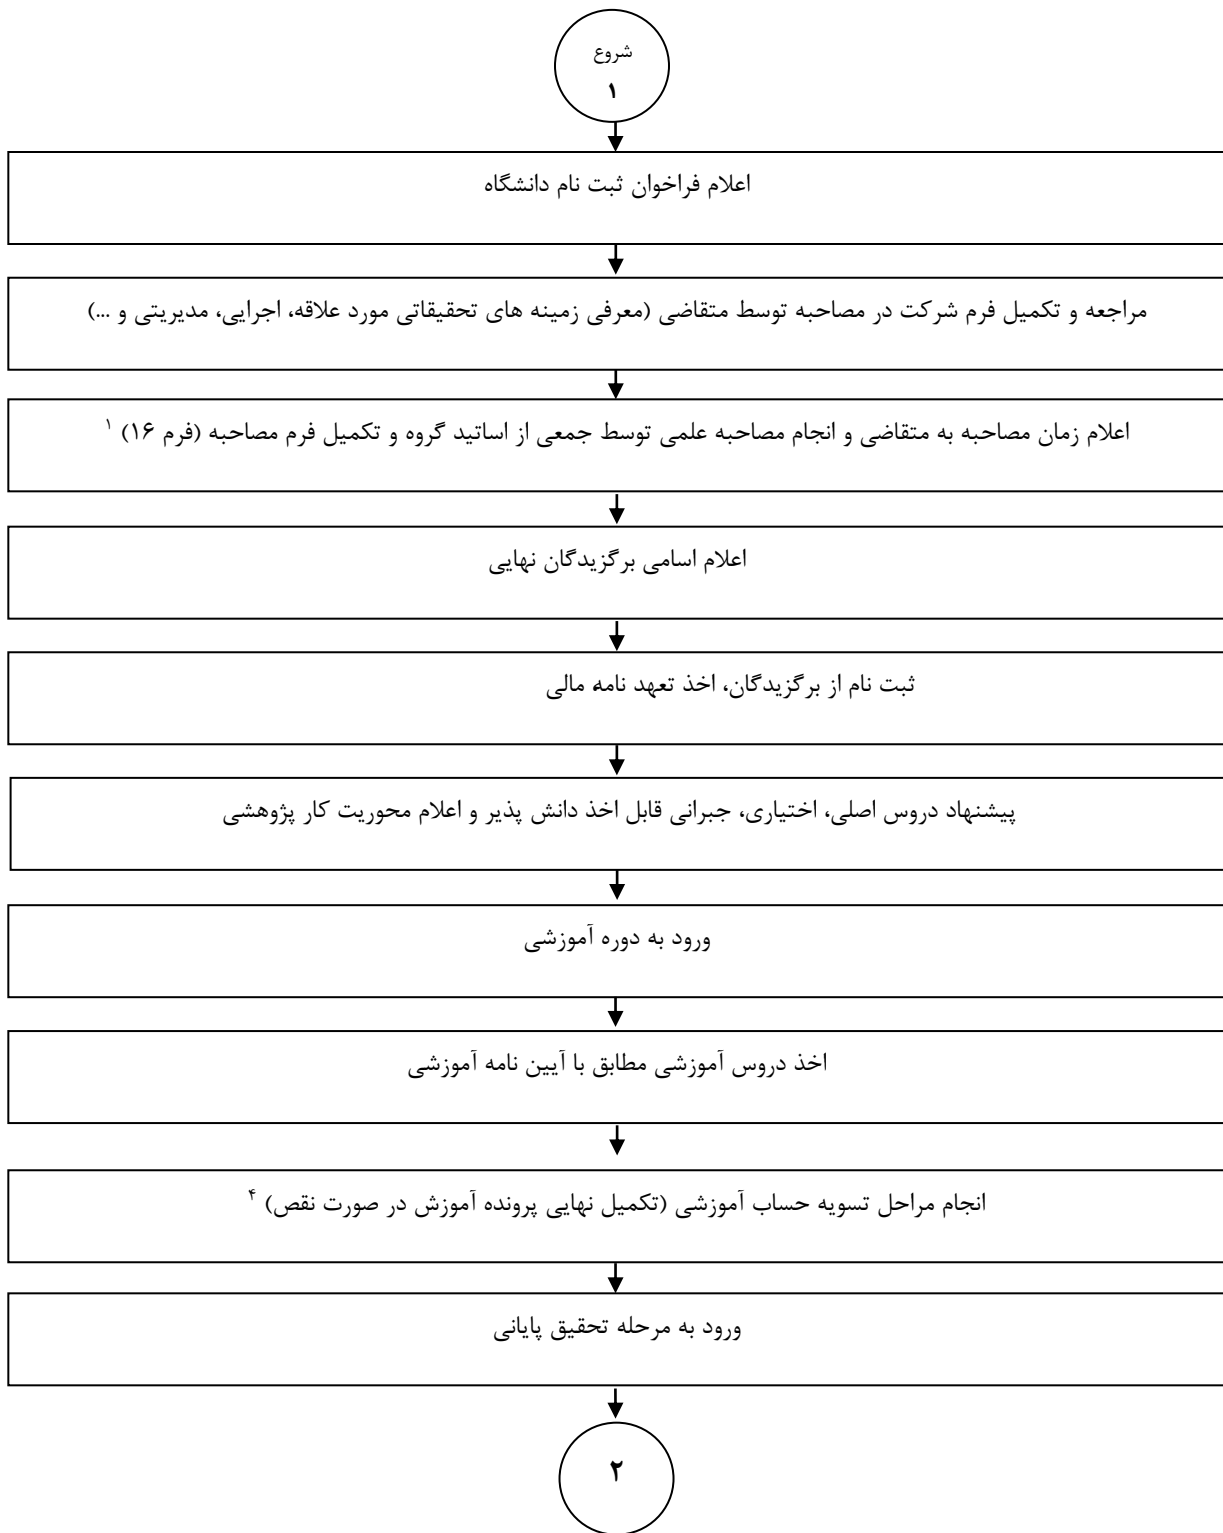 شروع
۱
اعلام فراخوان ثبت نام دانشگاه
مراجعه و تکمیل فرم شرکت در مصاحبه توسط متقاضی (معرفی زمینه های تحقیقاتی مورد علاقه، اجرایی، مدیریتی و ...)
اعلام زمان مصاحبه به متقاضی و انجام مصاحبه علمی توسط جمعی از اساتید گروه و تکمیل فرم مصاحبه (فرم ۱۶) ۱
اعلام اسامی برگزیدگان نهایی
ثبت نام از برگزیدگان، اخذ تعهد نامه مالی
پیشنهاد دروس اصلی، اختیاری، جبرانی قابل اخذ دانش پذیر و اعلام محوریت کار پژوهشی
ورود به دوره آموزشی
اخذ دروس آموزشی مطابق با آیین نامه آموزشی
انجام مراحل تسویه حساب آموزشی (تکمیل نهایی پرونده آموزش در صورت نقص) ۴
ورود به مرحله تحقیق پایانی
۲